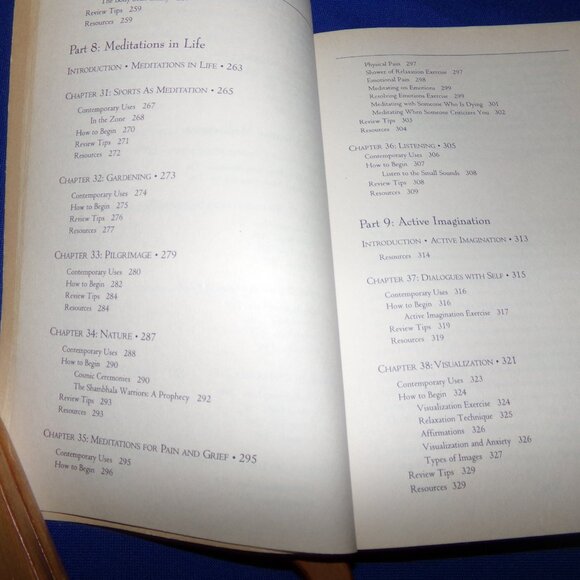 Review Tips 259
Resources 259
Part 8: Meditations in Life
INTRODUCTION • MEDITATIONS IN LIFE • 263
CHAPTER 31: SPORTS AS MEDITATION • 265
Contemporary Uses 267
In the Zone 268
How to Begin 270
Review Tips 271
Resources 272
CHAPTER 32: GARDENING • 273
Contemporary Uses 274
How to Begin 275
Review Tips 276
Resources 277
CHAPTER 33: PILGRIMAGE • 279
Contemporary Uses 280
How to Begin 282
Review Tips 284
Resources 284
CHAPTER 34: NATURE • 287
Contemporary Uses 288
How to Begin 290
Cosmic Ceremonies 290
The Shambhala Warriors: A Prophecy 292
Review Tips 293
Resources 293
CHAPTER 35: MEDITATIONS FOR PAIN AND GRIEF • 295
Contemporary Uses 295
How to Begin 296
Physical Pain 297
Shower of Relaxation Exercise 297
Emotional Pain 298
Meditating on Emotions 299
Resolving Emotions Exercise 299
Meditating with Someone Who Is Dying 301
Meditating When Someone Criticizes You 302
Review Tips 303
Resources 304
CHAPTER 36: LISTENING • 305
Contemporary Uses 306
How to Begin 307
Listen to the Small Sounds 308
Review Tips 308
Resources 309
Part 9: Active Imagination
INTRODUCTION • ACTIVE IMAGINATION • 313
Resources 314
CHAPTER 37: DIALOGUES WITH SELF • 315
Contemporary Uses 316
How to Begin 316
Active Imagination Exercise 317
Review Tips 319
Resources 319
CHAPTER 38: VISUALIZATION • 321
Contemporary Uses 323
How to Begin 324
Visualization Exercise 324
Relaxation Technique 325
Affirmations 326
Visualization and Anxiety 326
Types of Images 327
Review Tips 329
Resources 329